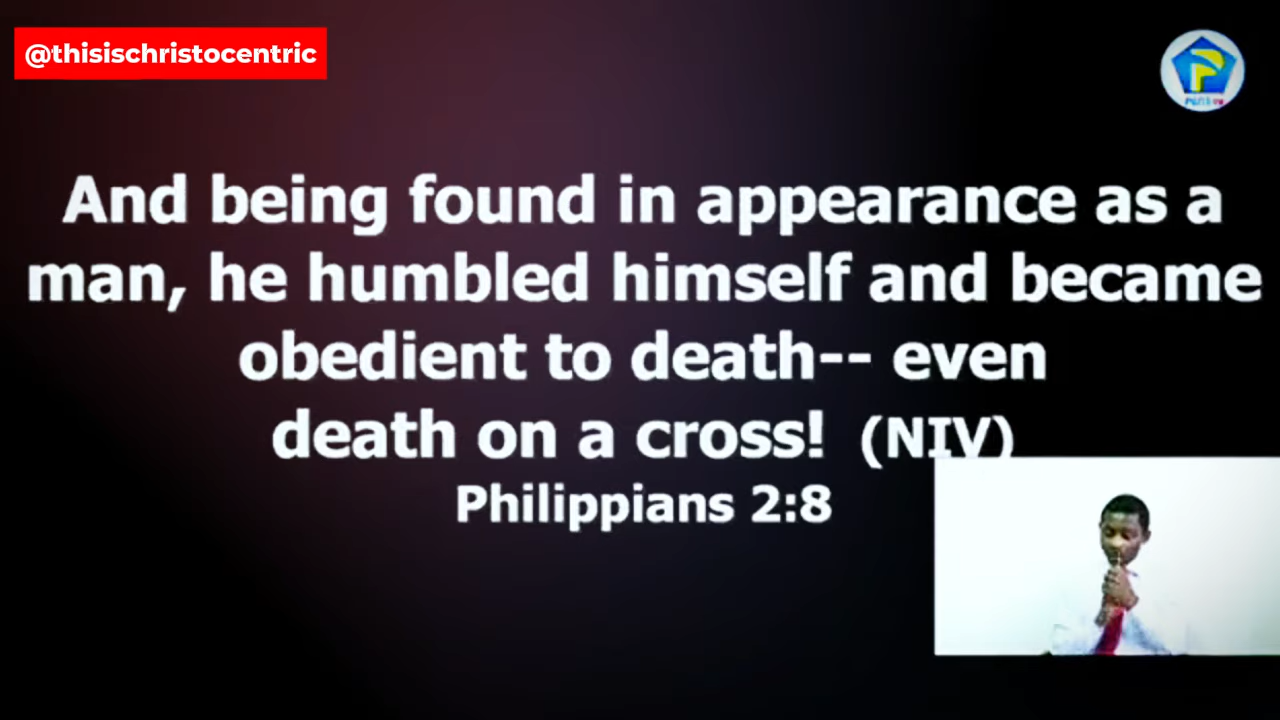 @thisischristocentric
And being found in appearance as a
man, he humbled himself and became
obedient to death-- even
death on a cross! (NIV)
Philippians 2:8